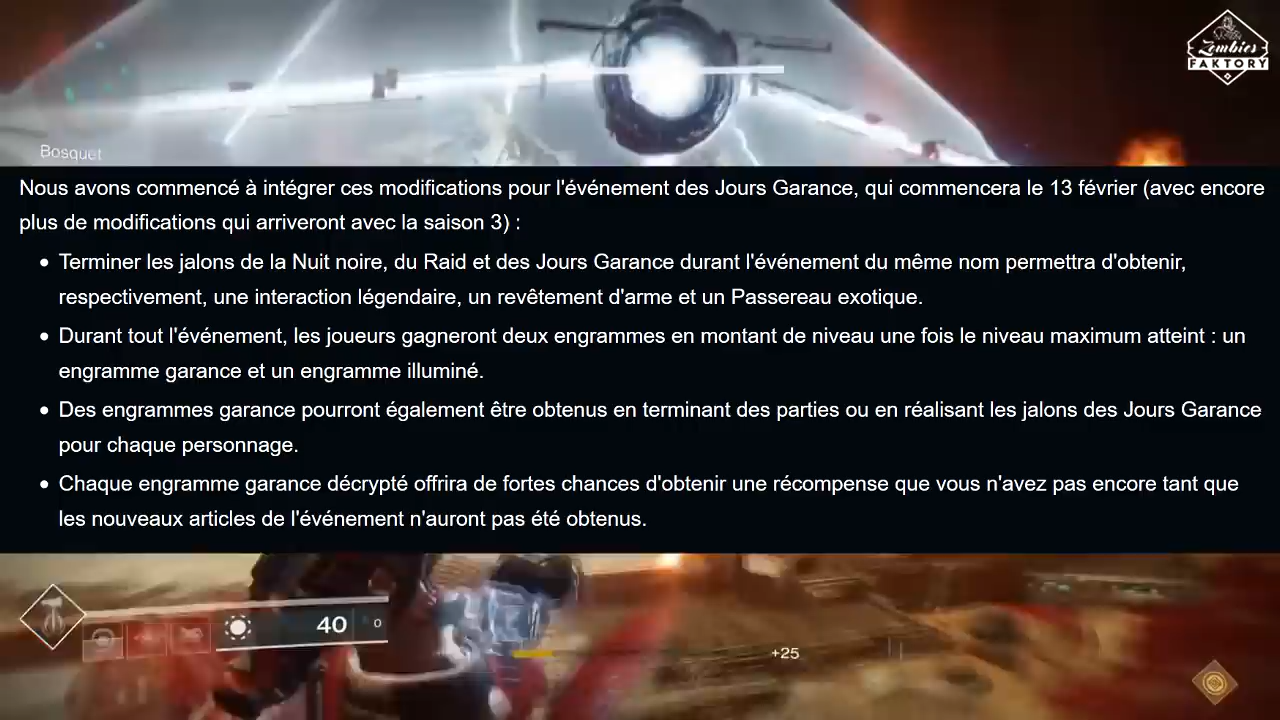 Zombies
FAKTORY
Bosquet
Nous avons commencé à intégrer ces modifications pour l'événement des Jours Garance, qui commencera le 13 février (avec encore
plus de modifications qui arriveront avec la saison 3) :
• Terminer les jalons de la Nuit noire, du Raid et des Jours Garance durant l'événement du même nom permettra d'obtenir,
respectivement, une interaction légendaire, un revêtement d'arme et un Passereau exotique.
• Durant tout l'événement, les joueurs gagneront deux engrammes en montant de niveau une fois le niveau maximum atteint : un
engramme garance et un engramme illuminé.
• Des engrammes garance pourront également être obtenus en terminant des parties ou en réalisant les jalons des Jours Garance
pour chaque personnage.
• Chaque engramme garance décrypté offrira de fortes chances d'obtenir une récompense que vous n'avez pas encore tant que
les nouveaux articles de l'événement n'auront pas été obtenus.
40 0
+25